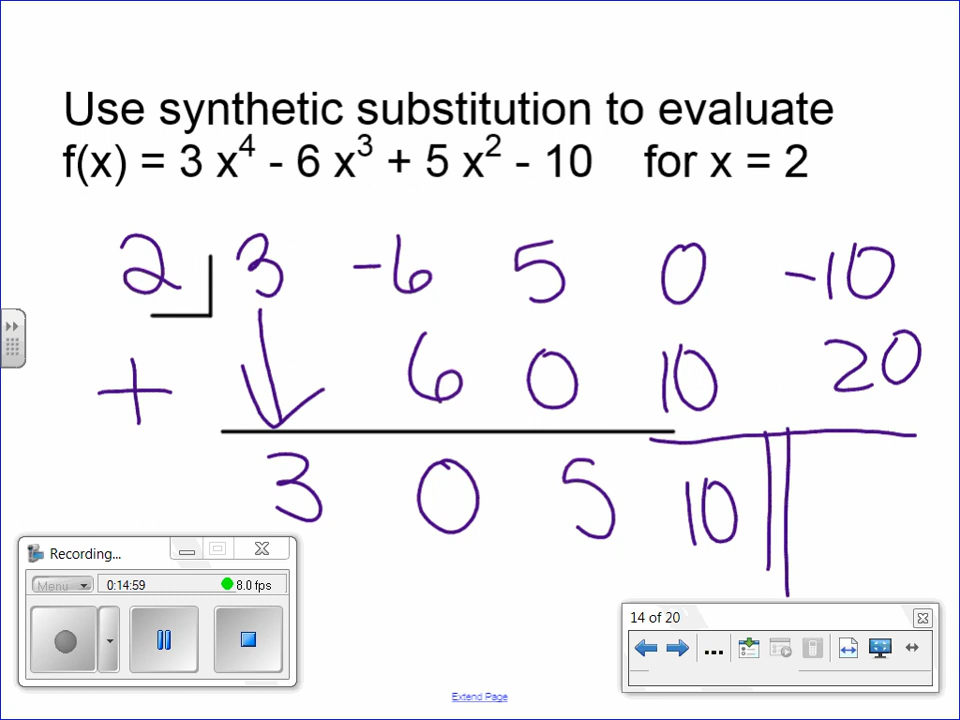 Use synthetic substitution to evaluate
f(x) = 3 x⁴ - 6 x³ + 5 x² - 10 for x = 2
2 3 -6 5 0 -10
+ 6 0 10 20
3 0 5 10
Recording...
Menu 0:14:59 8.0 fps
14 of 20
...
Extend Page